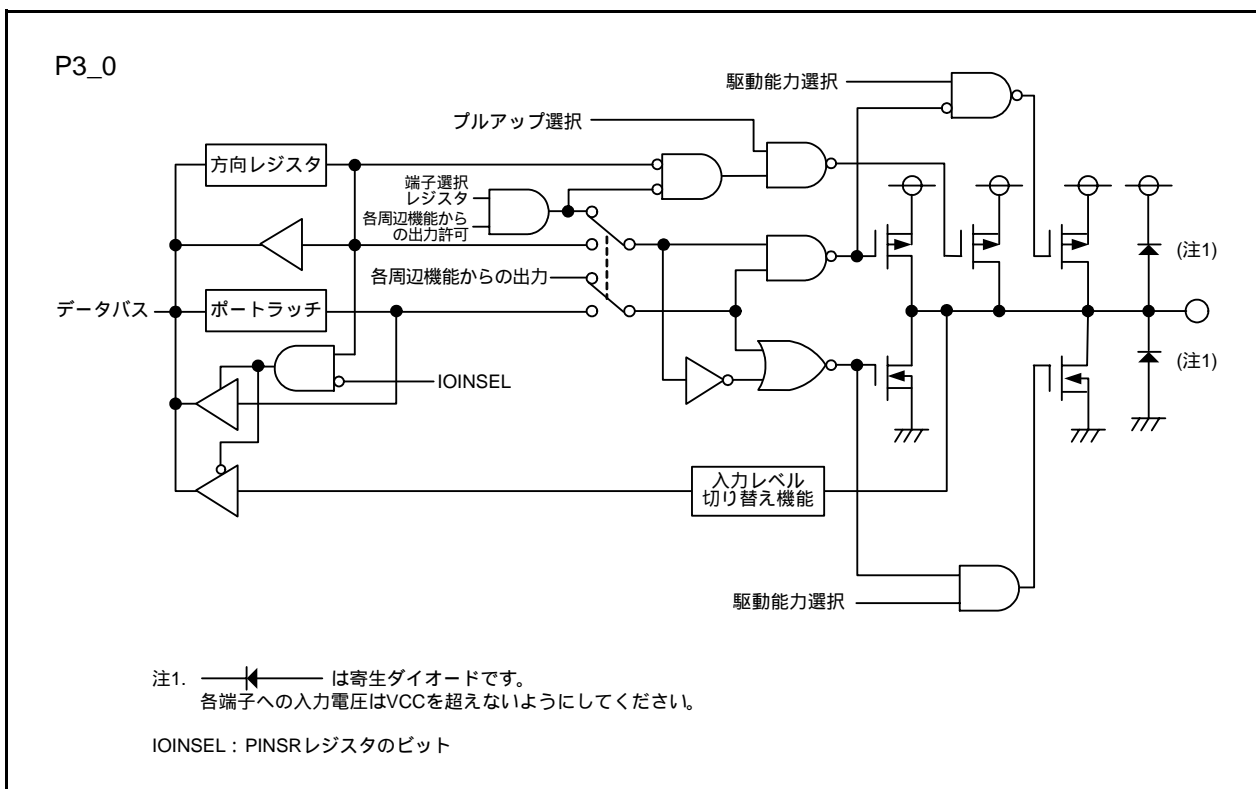 P3_0
駆動能力選択
プルアップ選択
方向レジスタ
端子選択
レジスタ
各周辺機能から
の出力許可
(注1)
各周辺機能からの出力
データバス
ポートラッチ
(注1)
IOINSEL
入力レベル
切り替え機能
駆動能力選択
注1. は寄生ダイオードです。
各端子への入力電圧はVCCを超えないようにしてください。
IOINSEL：PINSRレジスタのビット